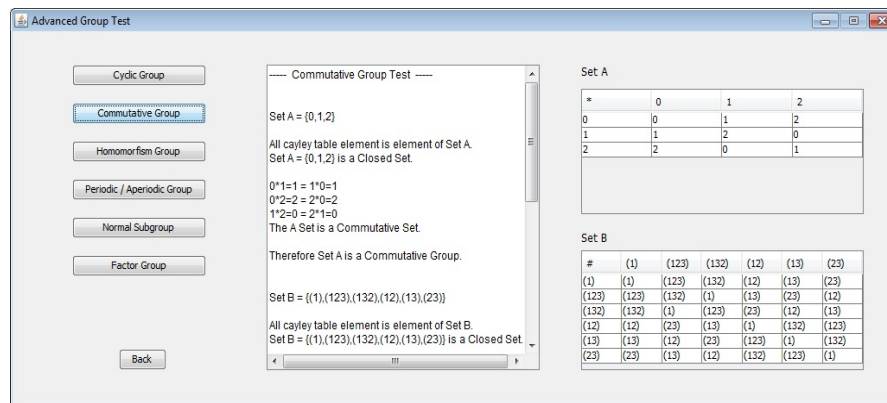 Advanced Group Test
Cyclic Group
Commutative Group
Homomorfism Group
Periodic / Aperiodic Group
Normal Subgroup
Factor Group
Back
----- Commutative Group Test -----
Set A = {0,1,2}
All cayley table element is element of Set A.
Set A = {0,1,2} is a Closed Set.
0*1=1 = 1*0=1
0*2=2 = 2*0=2
1*2=0 = 2*1=0
The A Set is a Commutative Set.
Therefore Set A is a Commutative Group.
Set B = {(1),(123),(132),(12),(13),(23)}
All cayley table element is element of Set B.
Set B = {(1),(123),(132),(12),(13),(23)} is a Closed Set.
Set A
* 0 1 2
0 0 1 2
1 1 2 0
2 2 0 1
Set B
# (1) (123) (132) (12) (13) (23)
(1) (1) (123) (132) (12) (13) (23)
(123) (123) (132) (1) (13) (23) (12)
(132) (132) (1) (123) (23) (12) (13)
(12) (12) (23) (13) (1) (132) (123)
(13) (13) (12) (23) (123) (1) (132)
(23) (23) (13) (12) (132) (123) (1)